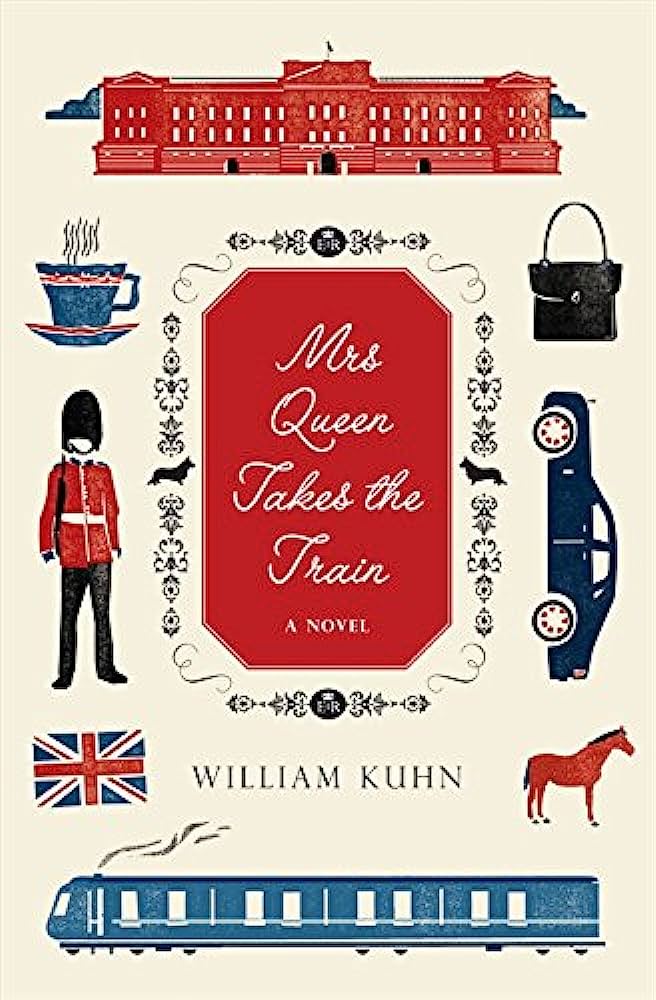 Mrs
Queen
Takes the
Train
A NOVEL
WILLIAM KUHN